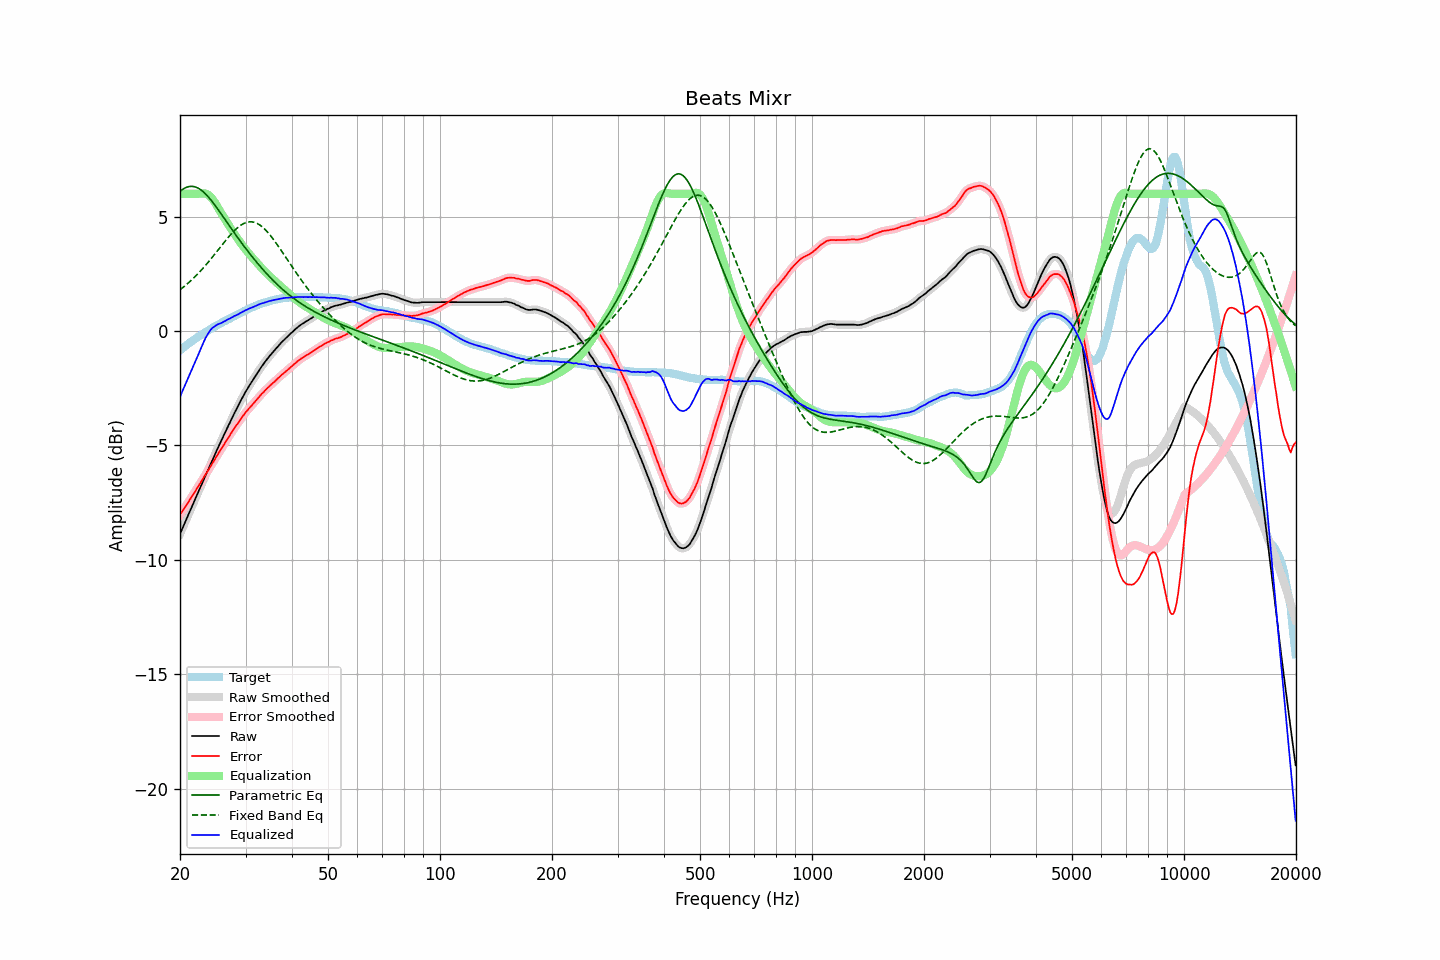 Beats Mixr
Amplitude (dBr)
5
0
−5
−10
−15
−20
Target
Raw Smoothed
Error Smoothed
Raw
Error
Equalization
Parametric Eq
Fixed Band Eq
Equalized
20 50 100 200 500 1000 2000 5000 10000 20000
Frequency (Hz)